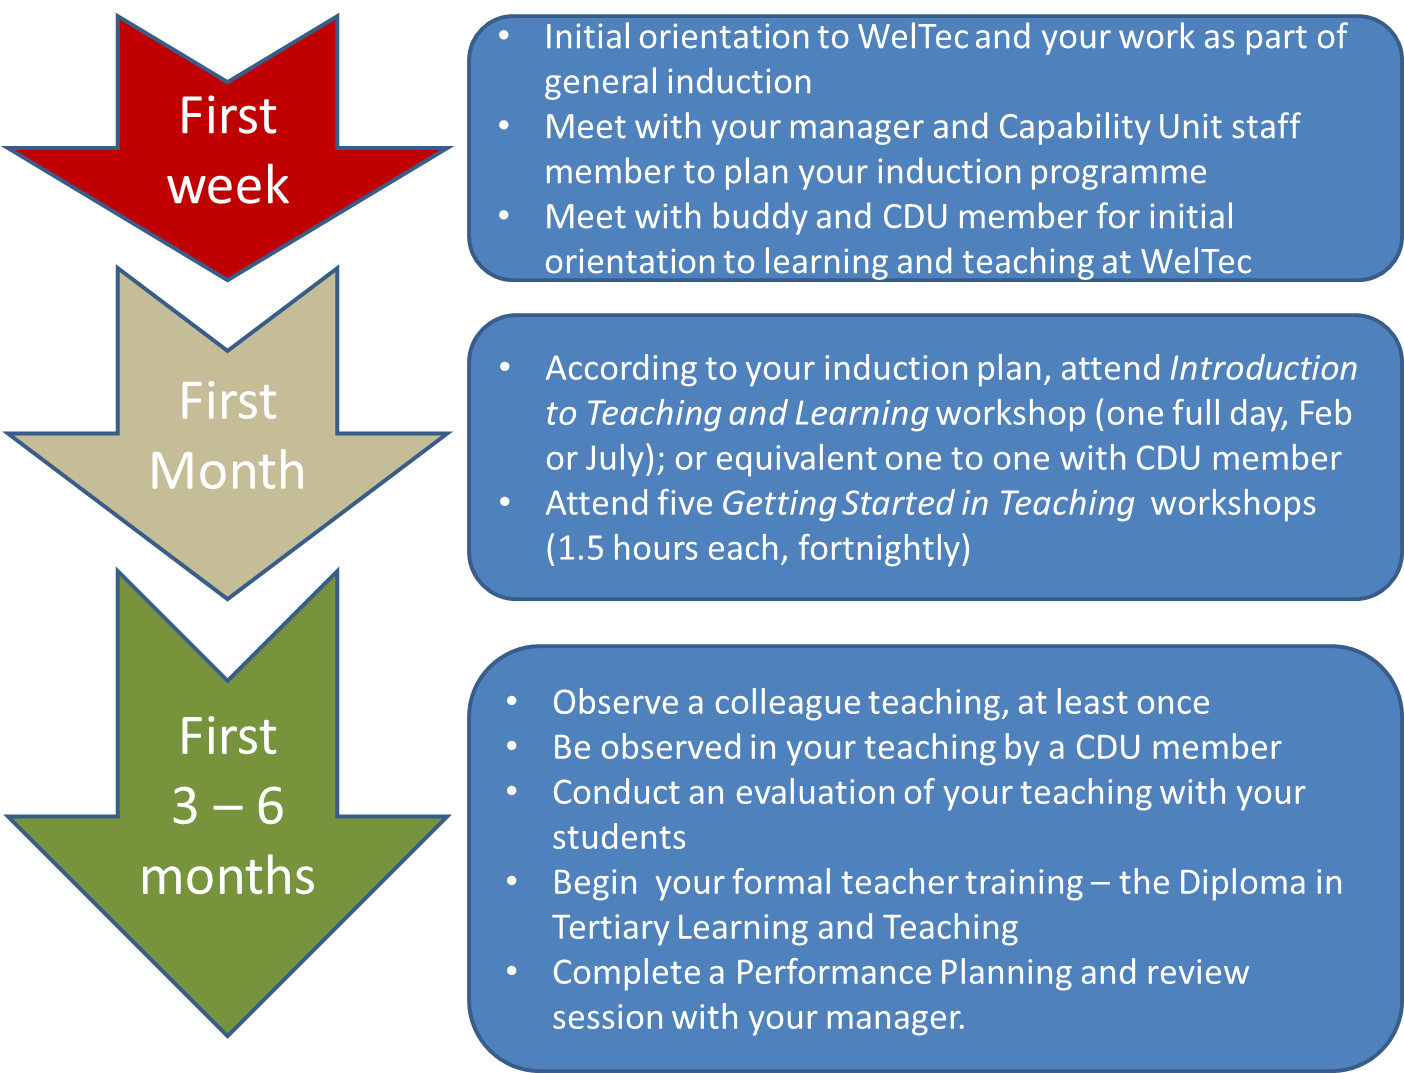 First
week
• Initial orientation to WelTec and your work as part of
general induction
• Meet with your manager and Capability Unit staff
member to plan your induction programme
• Meet with buddy and CDU member for initial
orientation to learning and teaching at WelTec
First
Month
• According to your induction plan, attend Introduction
to Teaching and Learning workshop (one full day, Feb
or July); or equivalent one to one with CDU member
• Attend five Getting Started in Teaching workshops
(1.5 hours each, fortnightly)
First
3 – 6
months
• Observe a colleague teaching, at least once
• Be observed in your teaching by a CDU member
• Conduct an evaluation of your teaching with your
students
• Begin your formal teacher training – the Diploma in
Tertiary Learning and Teaching
• Complete a Performance Planning and review
session with your manager.